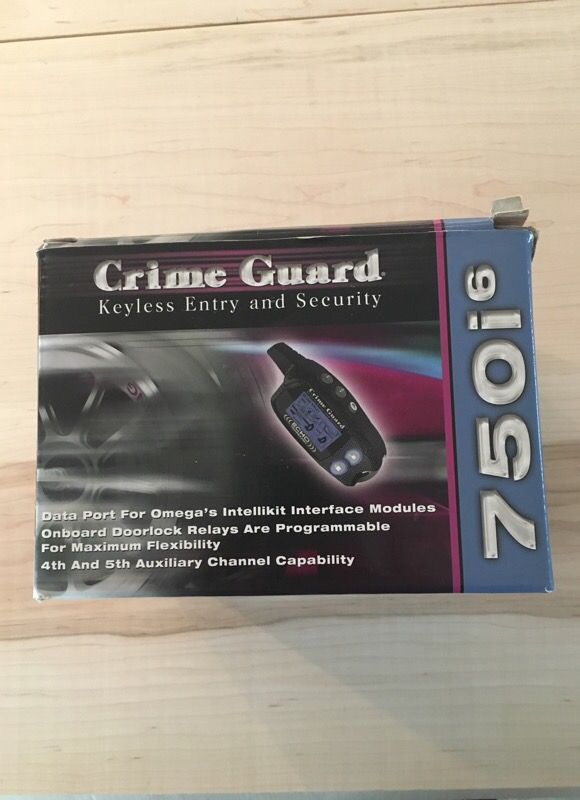 Crime Guard
Keyless Entry and Security
Crime Guard
ECHO
Data Port For Omega's Intellikit Interface Modules
Onboard Doorlock Relays Are Programmable
For Maximum Flexibility
4th And 5th Auxiliary Channel Capability
750i6